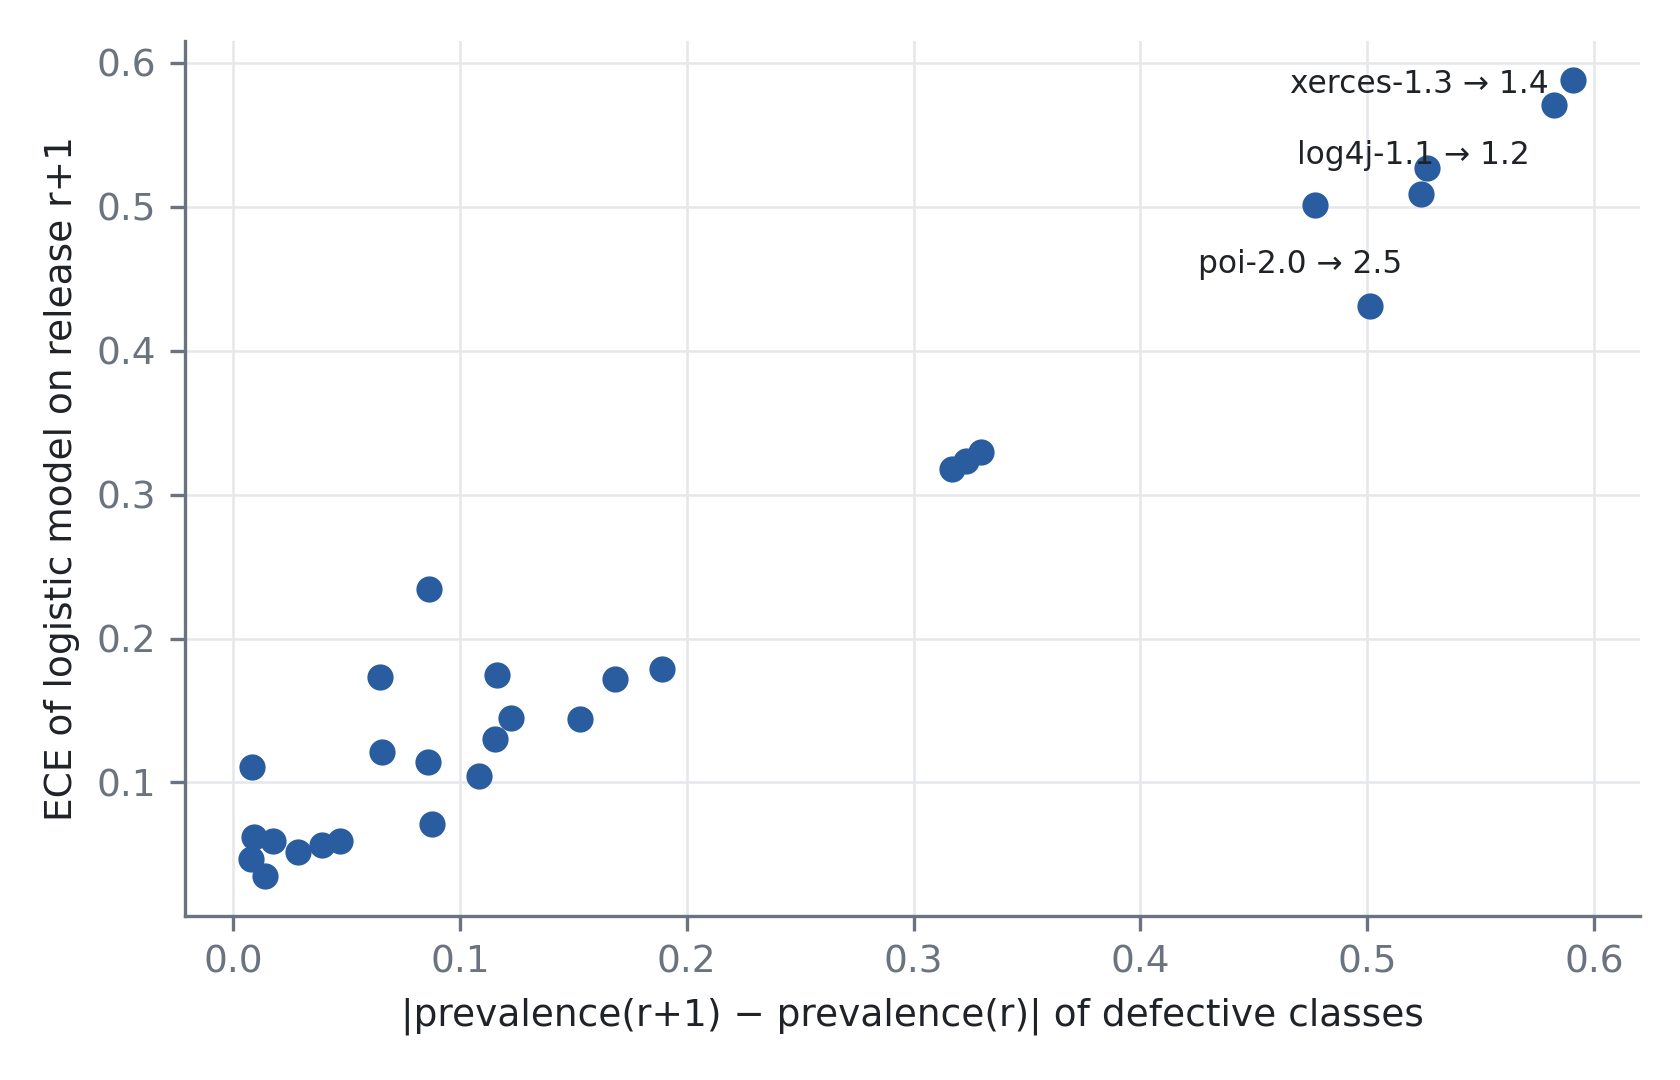 ECE of logistic model on release r+1
0.6
0.5
0.4
0.3
0.2
0.1
xerces-1.3 → 1.4
log4j-1.1 → 1.2
poi-2.0 → 2.5
0.0 0.1 0.2 0.3 0.4 0.5 0.6
|prevalence(r+1) − prevalence(r)| of defective classes